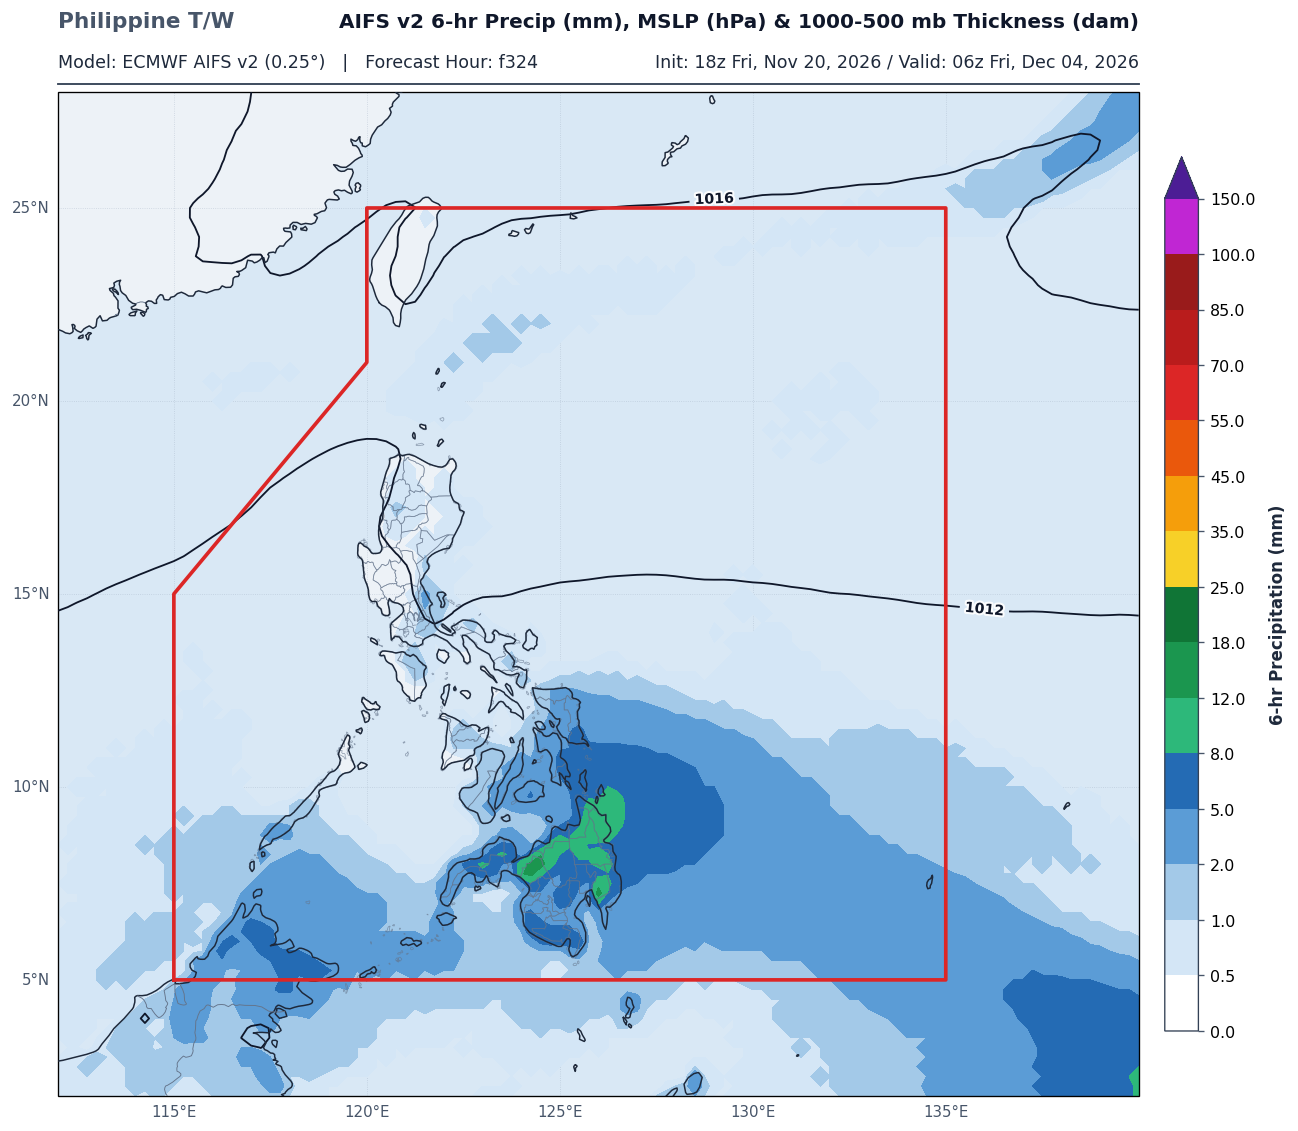 Philippine T/W
AIFS v2 6-hr Precip (mm), MSLP (hPa) & 1000-500 mb Thickness (dam)
Model: ECMWF AIFS v2 (0.25°) | Forecast Hour: f324
Init: 18z Fri, Nov 20, 2026 / Valid: 06z Fri, Dec 04, 2026
25°N
20°N
15°N
10°N
5°N
1016
1012
115°E
120°E
125°E
130°E
135°E
150.0
100.0
85.0
70.0
55.0
45.0
35.0
25.0
18.0
12.0
8.0
5.0
2.0
1.0
0.5
0.0
6-hr Precipitation (mm)